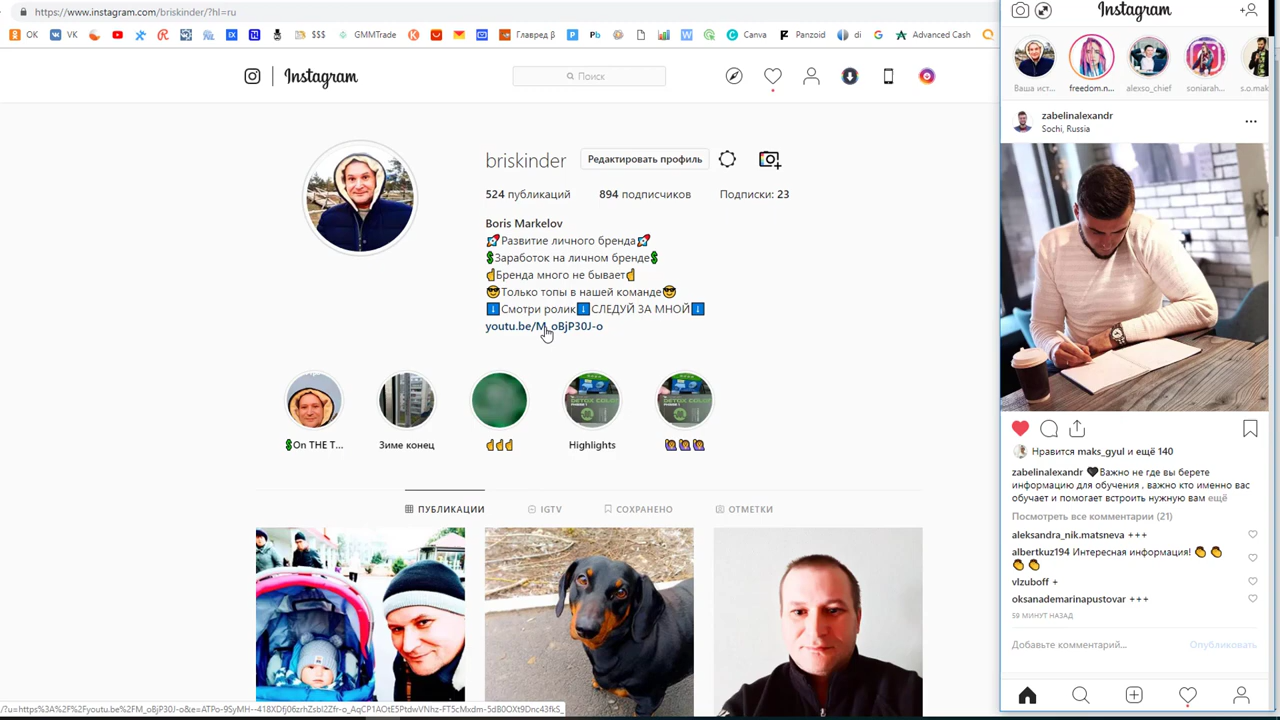 https://www.instagram.com/briskinder/?hl=ru
OK
VK
$$$
GMMTrade
Главред β
Pb
Canva
Panzoid
di
Advanced Cash
Instagram
Поиск
briskinder
Редактировать профиль
524 публикаций
894 подписчиков
Подписки: 23
Boris Markelov
🚀Развитие личного бренда🚀
💲Заработок на личном бренде💲
☝Бренда много не бывает☝
😎Только топы в нашей команде😎
⬇Смотри ролик⬇СЛЕДУЙ ЗА МНОЙ⬇
youtu.be/M_oBjP30J-o
💲On THE T...
Зиме конец
☝☝☝
Highlights
🙋🙋🙋
ПУБЛИКАЦИИ
IGTV
СОХРАНЕНО
ОТМЕТКИ
Instagram
Ваша ист...
freedom.n...
alexso_chief
soniarah...
s.o.mak
zabelinalexandr
Sochi, Russia
Нравится maks_gyul и ещё 140
zabelinalexandr 🖤Важно не где вы берете
информацию для обучения , важно кто именно вас
обучает и помогает встроить нужную вам ещё
Посмотреть все комментарии (21)
aleksandra_nik.matsneva +++
albertkuz194 Интересная информация! 👏 👏
👏 👏
vlzuboff +
oksanademarinapustovar +++
59 МИНУТ НАЗАД
Добавьте комментарий...
Опубликовать